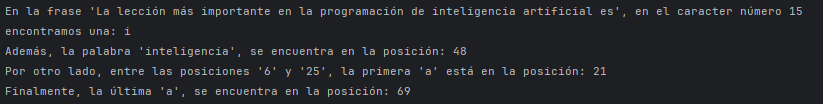 En la frase 'La lección más importante en la programación de inteligencia artificial es', en el caracter número 15
encontramos una: i
Además, la palabra 'inteligencia', se encuentra en la posición: 48
Por otro lado, entre las posiciones '6' y '25', la primera 'a' está en la posición: 21
Finalmente, la última 'a', se encuentra en la posición: 69